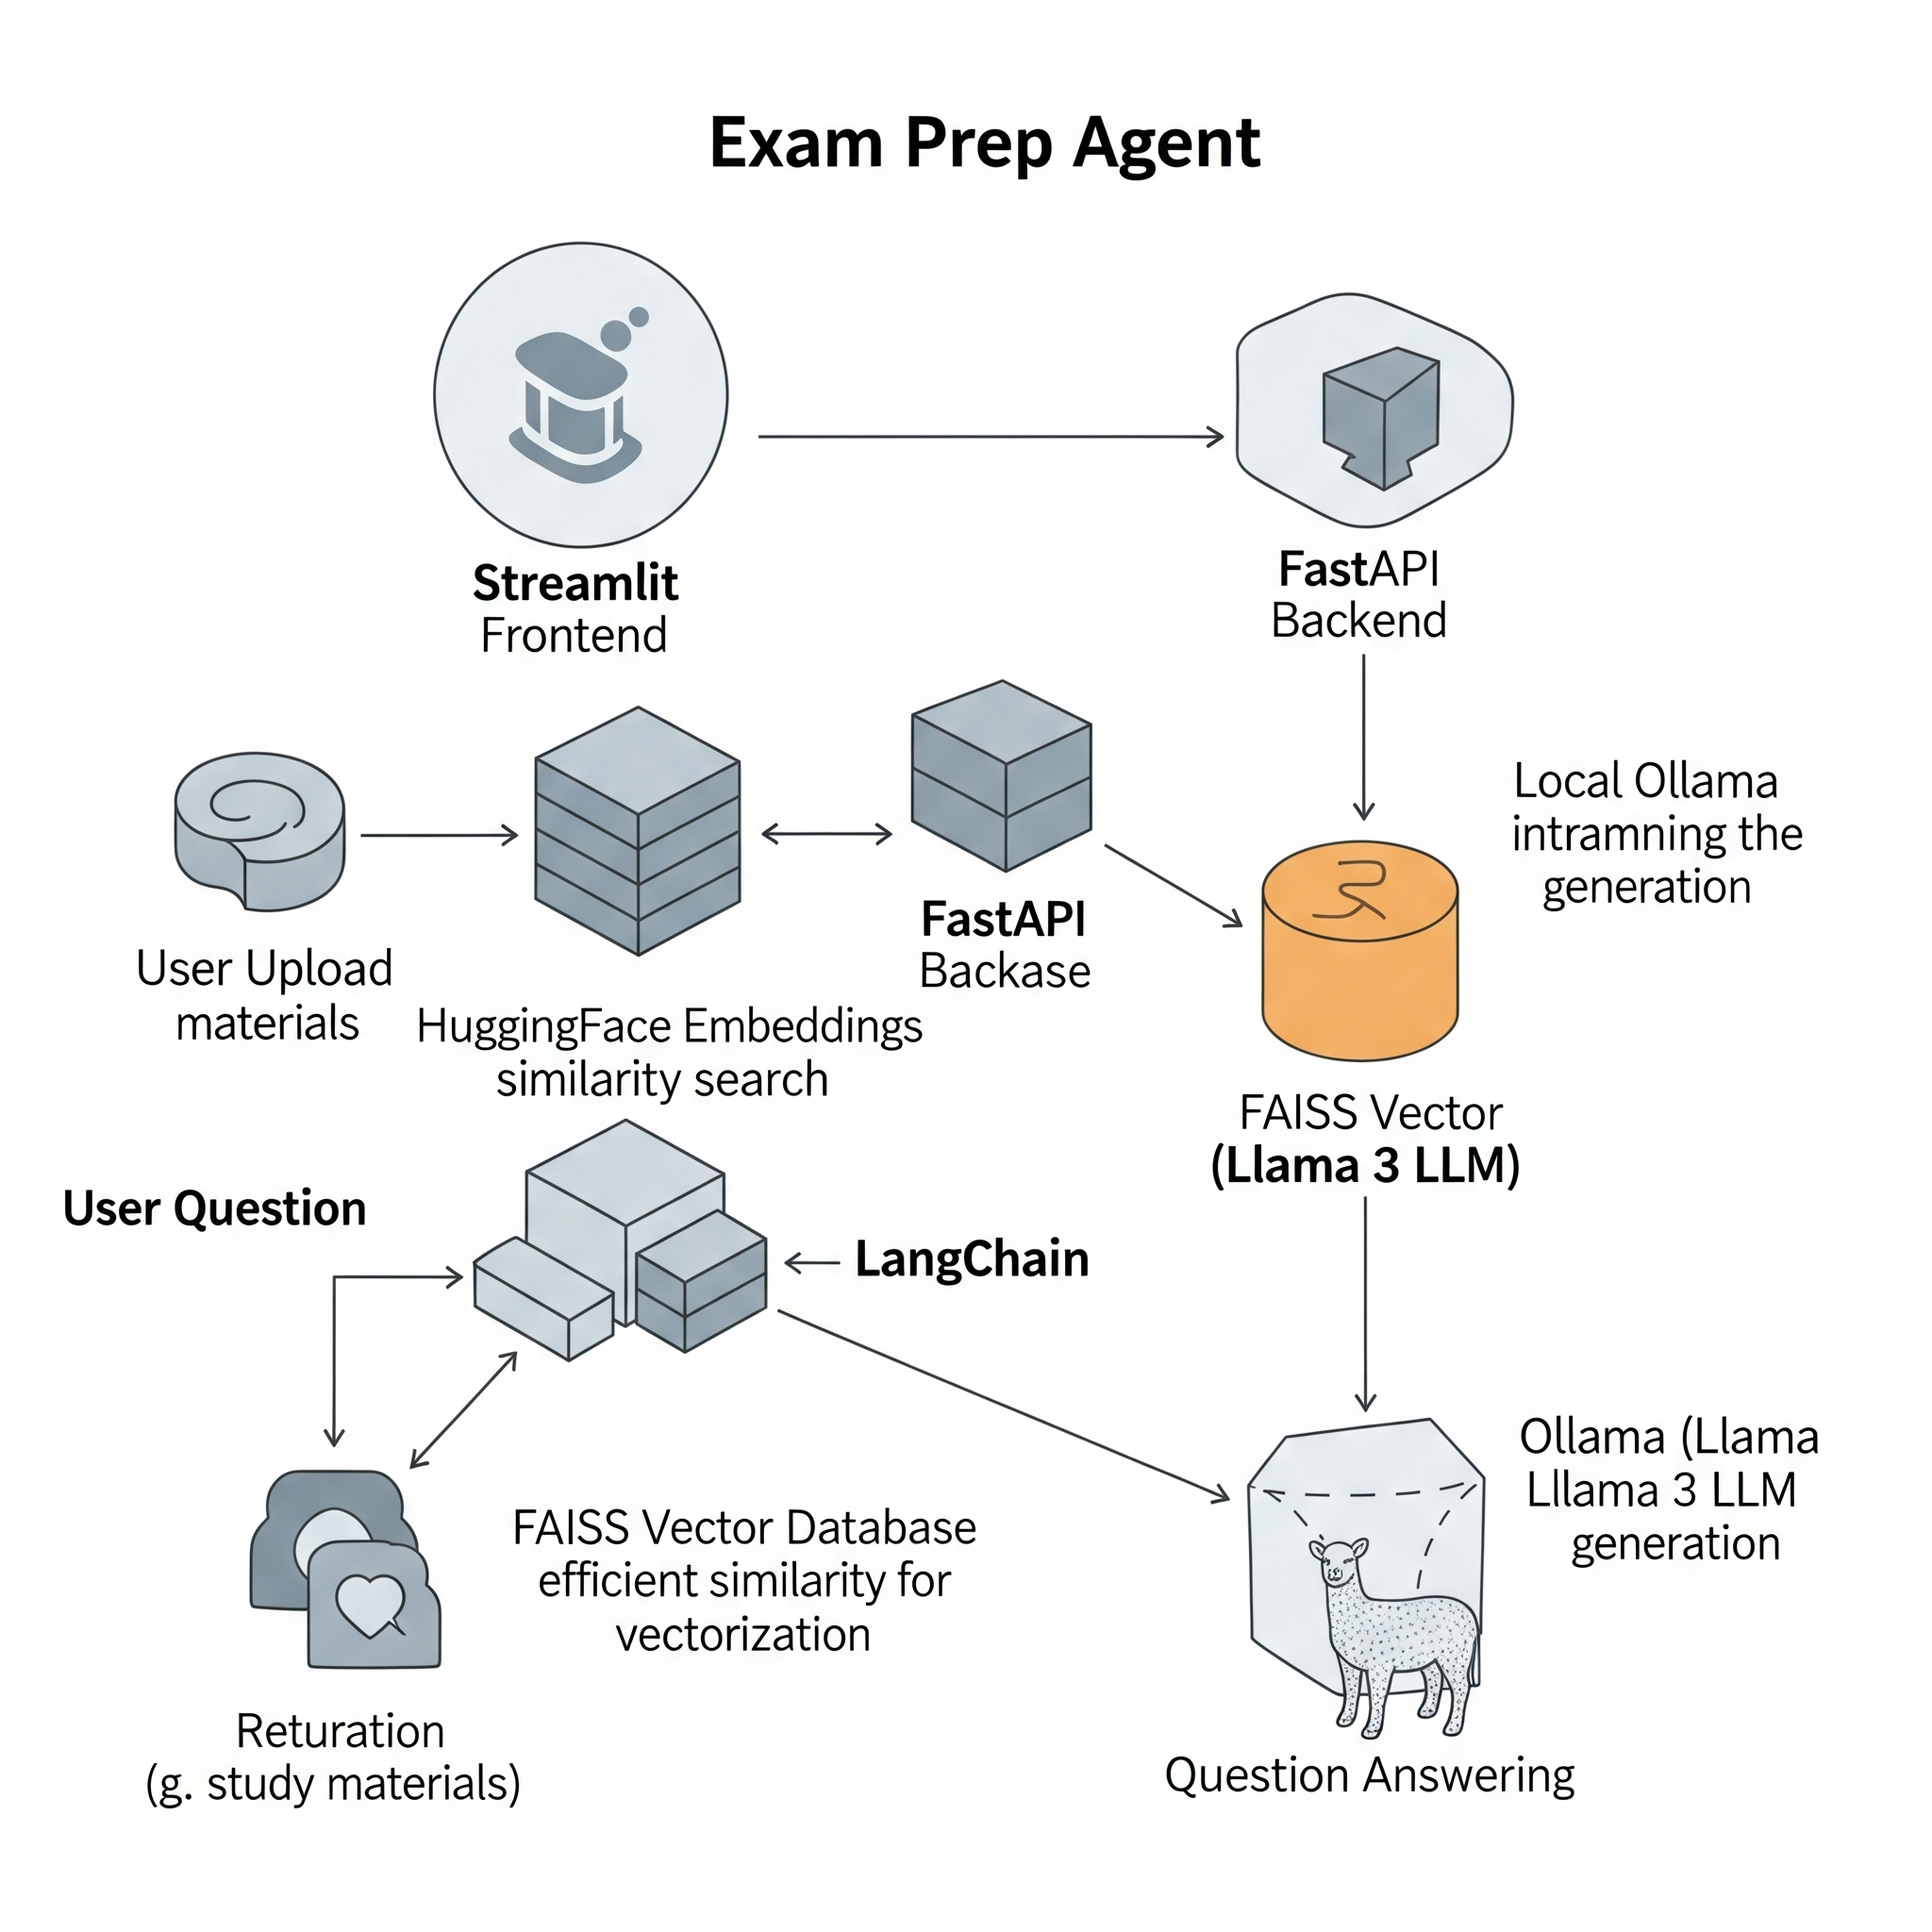 Exam Prep Agent
Streamlit
Frontend
FastAPI
Backend
User Upload
materials
HuggingFace Embeddings
similarity search
FastAPI
Backase
Local Ollama
intramning the
generation
FAISS Vector
(Llama 3 LLM)
User Question
LangChain
Returation
(g. study materials)
FAISS Vector Database
efficient similarity for
vectorization
Ollama (Llama
Lllama 3 LLM
generation
Question Answering